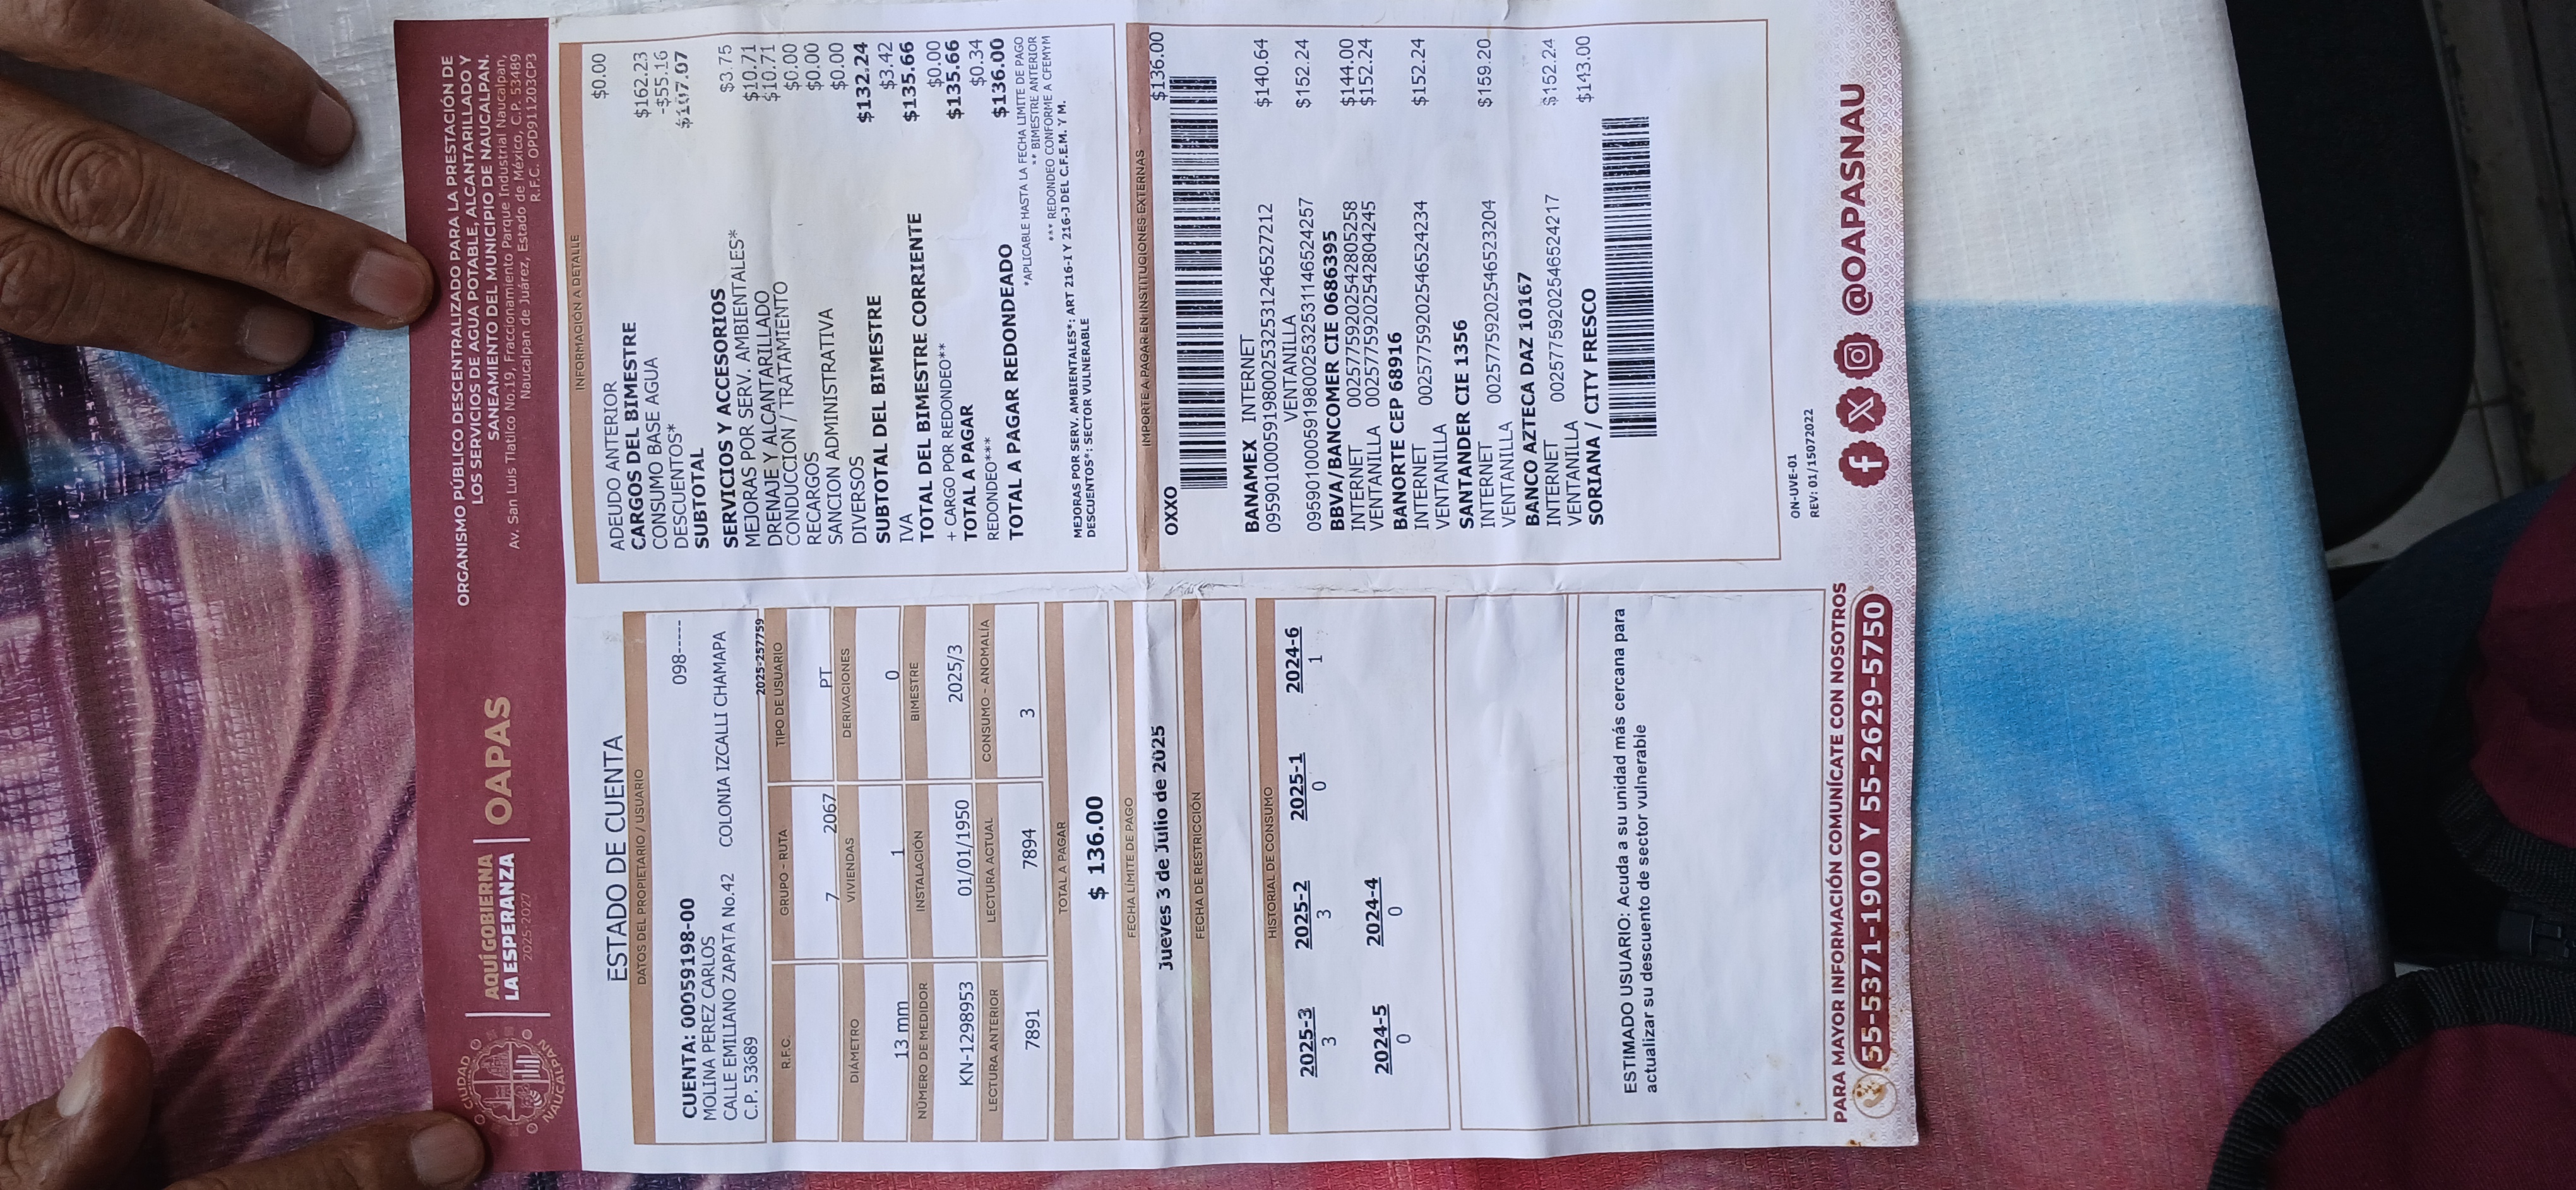 CIUDAD
NAUCALPAN
AQUÍ GOBIERNA
LA ESPERANZA
2025 2027
OAPAS
ORGANISMO PÚBLICO DESCENTRALIZADO PARA LA PRESTACIÓN DE
LOS SERVICIOS DE AGUA POTABLE, ALCANTARILLADO Y
SANEAMIENTO DEL MUNICIPIO DE NAUCALPAN.
Av. San Luis Tlatilco No.19, Fraccionamiento Parque Industrial Naucalpan,
Naucalpan de Juárez, Estado de México, C.P. 53489
R.F.C. OPD911203CP3
ESTADO DE CUENTA
DATOS DEL PROPIETARIO / USUARIO
CUENTA: 00059198-00 098-----
MOLINA PEREZ CARLOS
CALLE EMILIANO ZAPATA No.42 COLONIA IZCALLI CHAMAPA
C.P. 53689
2025-257759
R.F.C. GRUPO - RUTA TIPO DE USUARIO
7 2067 PT
DIÁMETRO VIVIENDAS DERIVACIONES
13 mm 1 0
NÚMERO DE MEDIDOR INSTALACIÓN BIMESTRE
KN-12989953 01/01/1950 2025/3
LECTURA ANTERIOR LECTURA ACTUAL CONSUMO - ANOMALÍA
7891 7894 3
TOTAL A PAGAR
$ 136.00
FECHA LÍMITE DE PAGO
Jueves 3 de Julio de 2025
FECHA DE RESTRICCIÓN
HISTORIAL DE CONSUMO
2025-3 2025-2 2025-1 2024-6
3 3 0 1
2024-5 2024-4
0 0
ESTIMADO USUARIO: Acuda a su unidad más cercana para
actualizar su descuento de sector vulnerable
INFORMACIÓN A DETALLE
ADEUDO ANTERIOR $0.00
CARGOS DEL BIMESTRE
CONSUMO BASE AGUA $162.23
DESCUENTOS* -$55.16
SUBTOTAL $107.07
SERVICIOS Y ACCESORIOS
MEJORAS POR SERV. AMBIENTALES* $3.75
DRENAJE Y ALCANTARILLADO $10.71
CONDUCCION / TRATAMIENTO $10.71
RECARGOS $0.00
SANCION ADMINISTRATIVA $0.00
DIVERSOS $0.00
SUBTOTAL DEL BIMESTRE $132.24
IVA $3.42
TOTAL DEL BIMESTRE CORRIENTE $135.66
+ CARGO POR REDONDEO** $0.00
TOTAL A PAGAR $135.66
REDONDEO*** $0.34
TOTAL A PAGAR REDONDEADO $136.00
*APLICABLE HASTA LA FECHA LIMITE DE PAGO
** BIMESTRE ANTERIOR
*** REDONDEO CONFORME A CFEMYM
MEJORAS POR SERV. AMBIENTALES*: ART 216-I Y 216-J DEL C.F.E.M. Y M.
DESCUENTOS*: SECTOR VULNERABLE
IMPORTE A PAGAR EN INSTITUCIONES EXTERNAS
OXXO $136.00
BANAMEX INTERNET
09590100059198002532531246527212 $140.64
VENTANILLA
09590100059198002532531146524257 $152.24
BBVA/BANCOMER CIE 0686395
INTERNET 00257759202542805258 $144.00
VENTANILLA 00257759202542804245 $152.24
BANORTE CEP 68916
INTERNET 00257759202546524234 $152.24
VENTANILLA
SANTANDER CIE 1356
INTERNET 00257759202546523204 $159.20
VENTANILLA
BANCO AZTECA DAZ 10167
INTERNET 00257759202546524217 $152.24
VENTANILLA
SORIANA / CITY FRESCO $143.00
ON-UVE-01
REV: 01/15072022
PARA MAYOR INFORMACIÓN COMUNÍCATE CON NOSOTROS
55-5371-1900 Y 55-2629-5750
@OAPASNAU